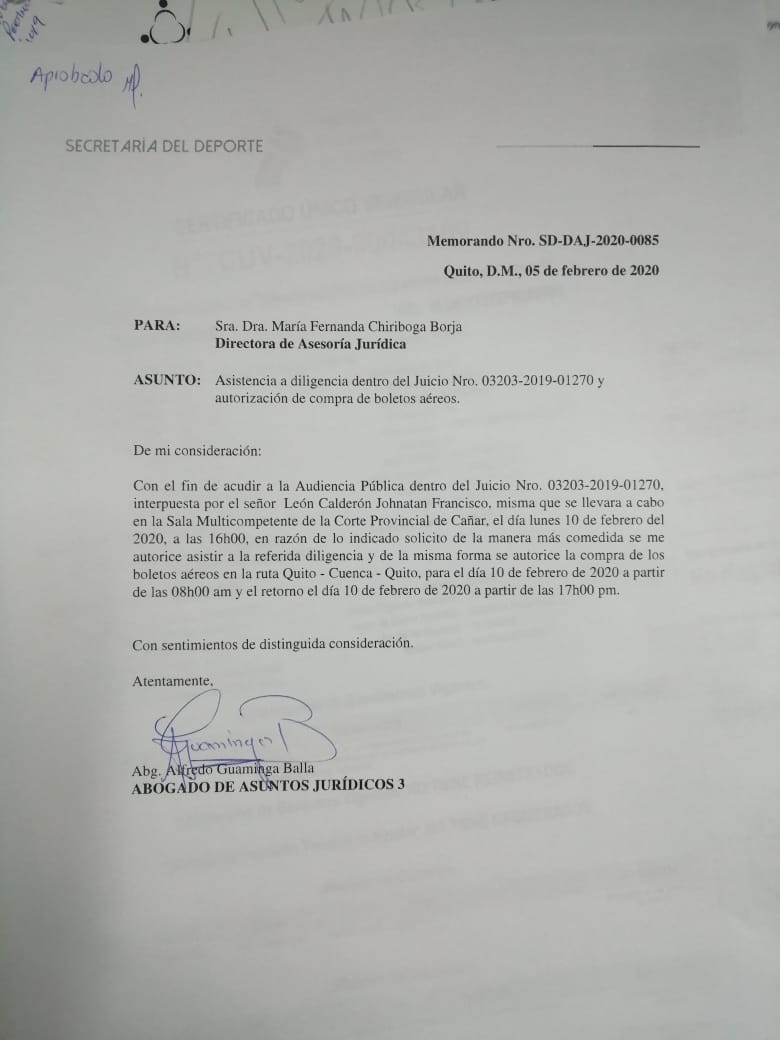 Aprobado
SECRETARÍA DEL DEPORTE
Memorando Nro. SD-DAJ-2020-0085
Quito, D.M., 05 de febrero de 2020
PARA: Sra. Dra. María Fernanda Chiriboga Borja
Directora de Asesoría Jurídica
ASUNTO: Asistencia a diligencia dentro del Juicio Nro. 03203-2019-01270 y
autorización de compra de boletos aéreos.
De mi consideración:
Con el fin de acudir a la Audiencia Pública dentro del Juicio Nro. 03203-2019-01270,
interpuesta por el señor León Calderón Johnatan Francisco, misma que se llevara a cabo
en la Sala Multicompetente de la Corte Provincial de Cañar, el día lunes 10 de febrero del
2020, a las 16h00, en razón de lo indicado solicito de la manera más comedida se me
autorice asistir a la referida diligencia y de la misma forma se autorice la compra de los
boletos aéreos en la ruta Quito - Cuenca - Quito, para el día 10 de febrero de 2020 a partir
de las 08h00 am y el retorno el día 10 de febrero de 2020 a partir de las 17h00 pm.
Con sentimientos de distinguida consideración.
Atentamente,
Guaminga B
Abg. Alfredo Guaminga Balla
ABOGADO DE ASUNTOS JURÍDICOS 3